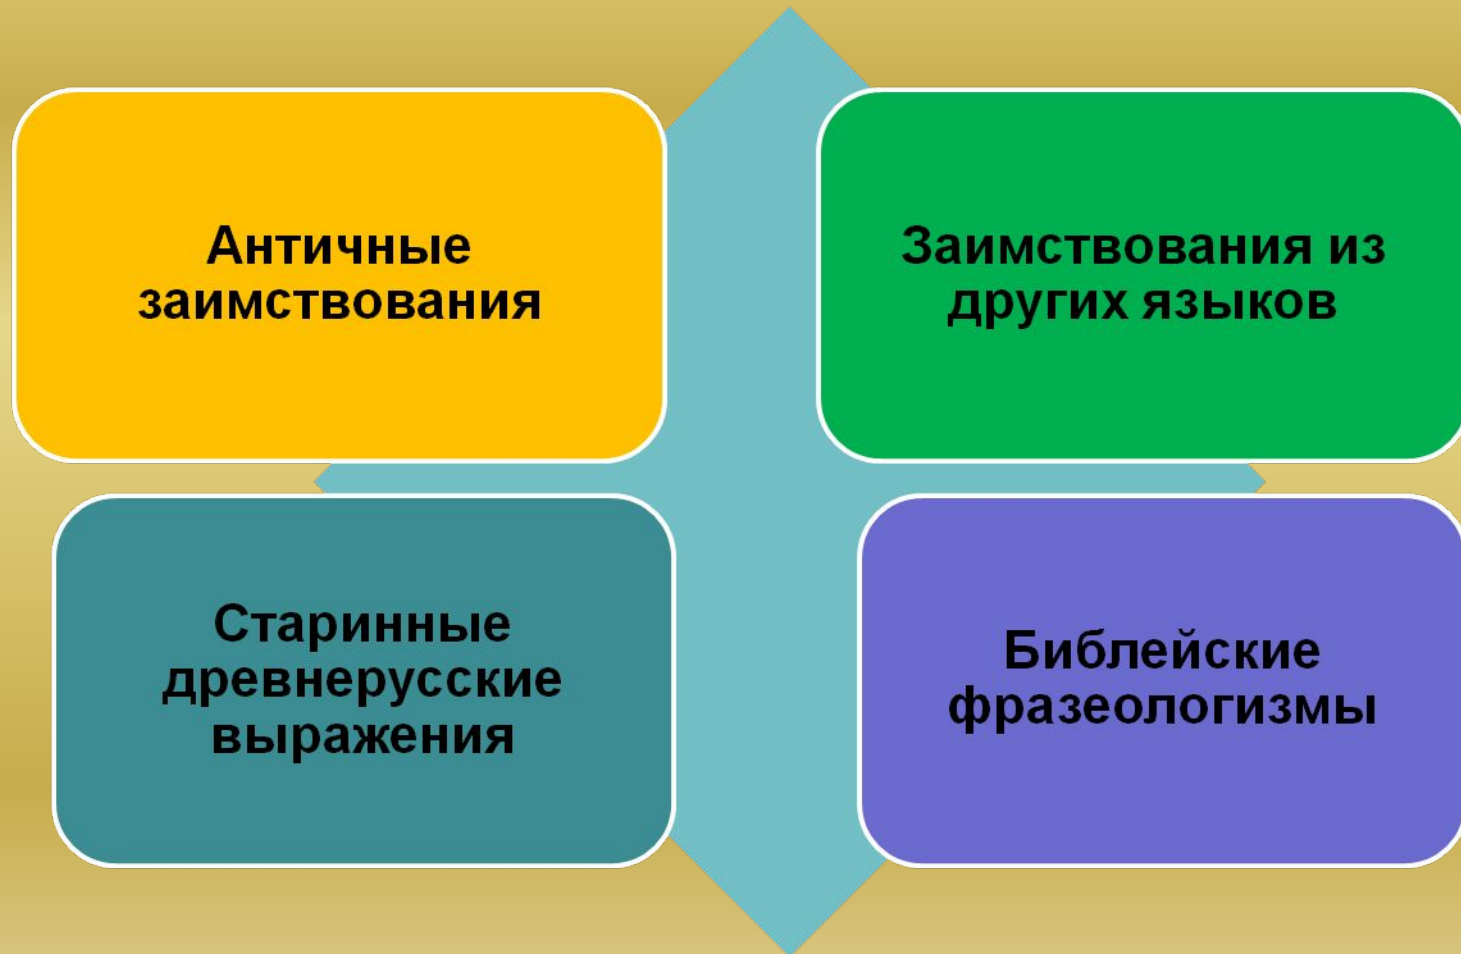 Античные
заимствования
Заимствования из
других языков
Старинные
древнерусские
выражения
Библейские
фразеологизмы